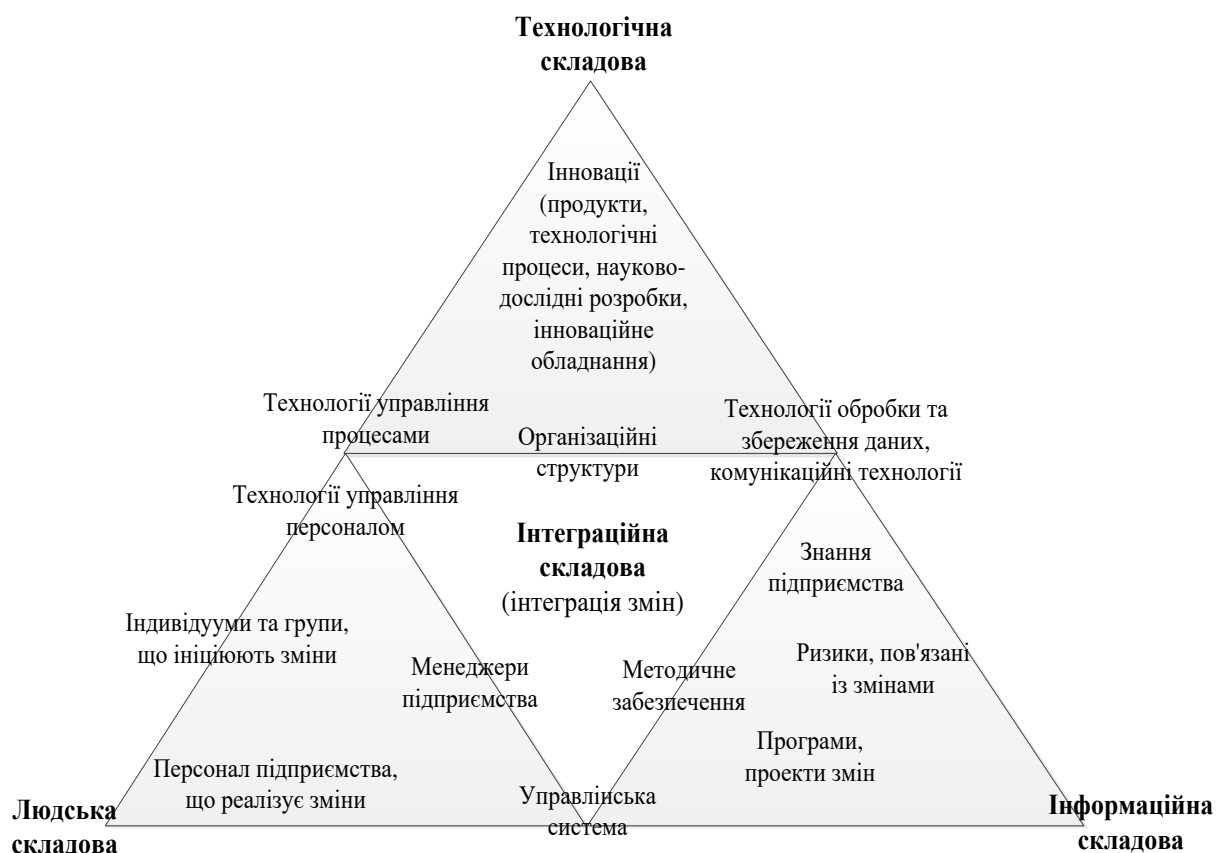 Технологічна
складова
Інновації
(продукти,
технологічні
процеси, науково-
дослідні розробки,
інноваційне
обладнання)
Технології управління
процесами
Організаційні
структури
Технології обробки та
збереження даних,
комунікаційні технології
Технології управління
персоналом
Інтеграційна
складова
(інтеграція змін)
Знання
підприємства
Індивідууми та групи,
що ініціюють зміни
Менеджери
підприємства
Методичне
забезпечення
Ризики, пов'язані
із змінами
Програми,
проекти змін
Персонал підприємства,
що реалізує зміни
Управлінська
система
Людська
складова
Інформаційна
складова